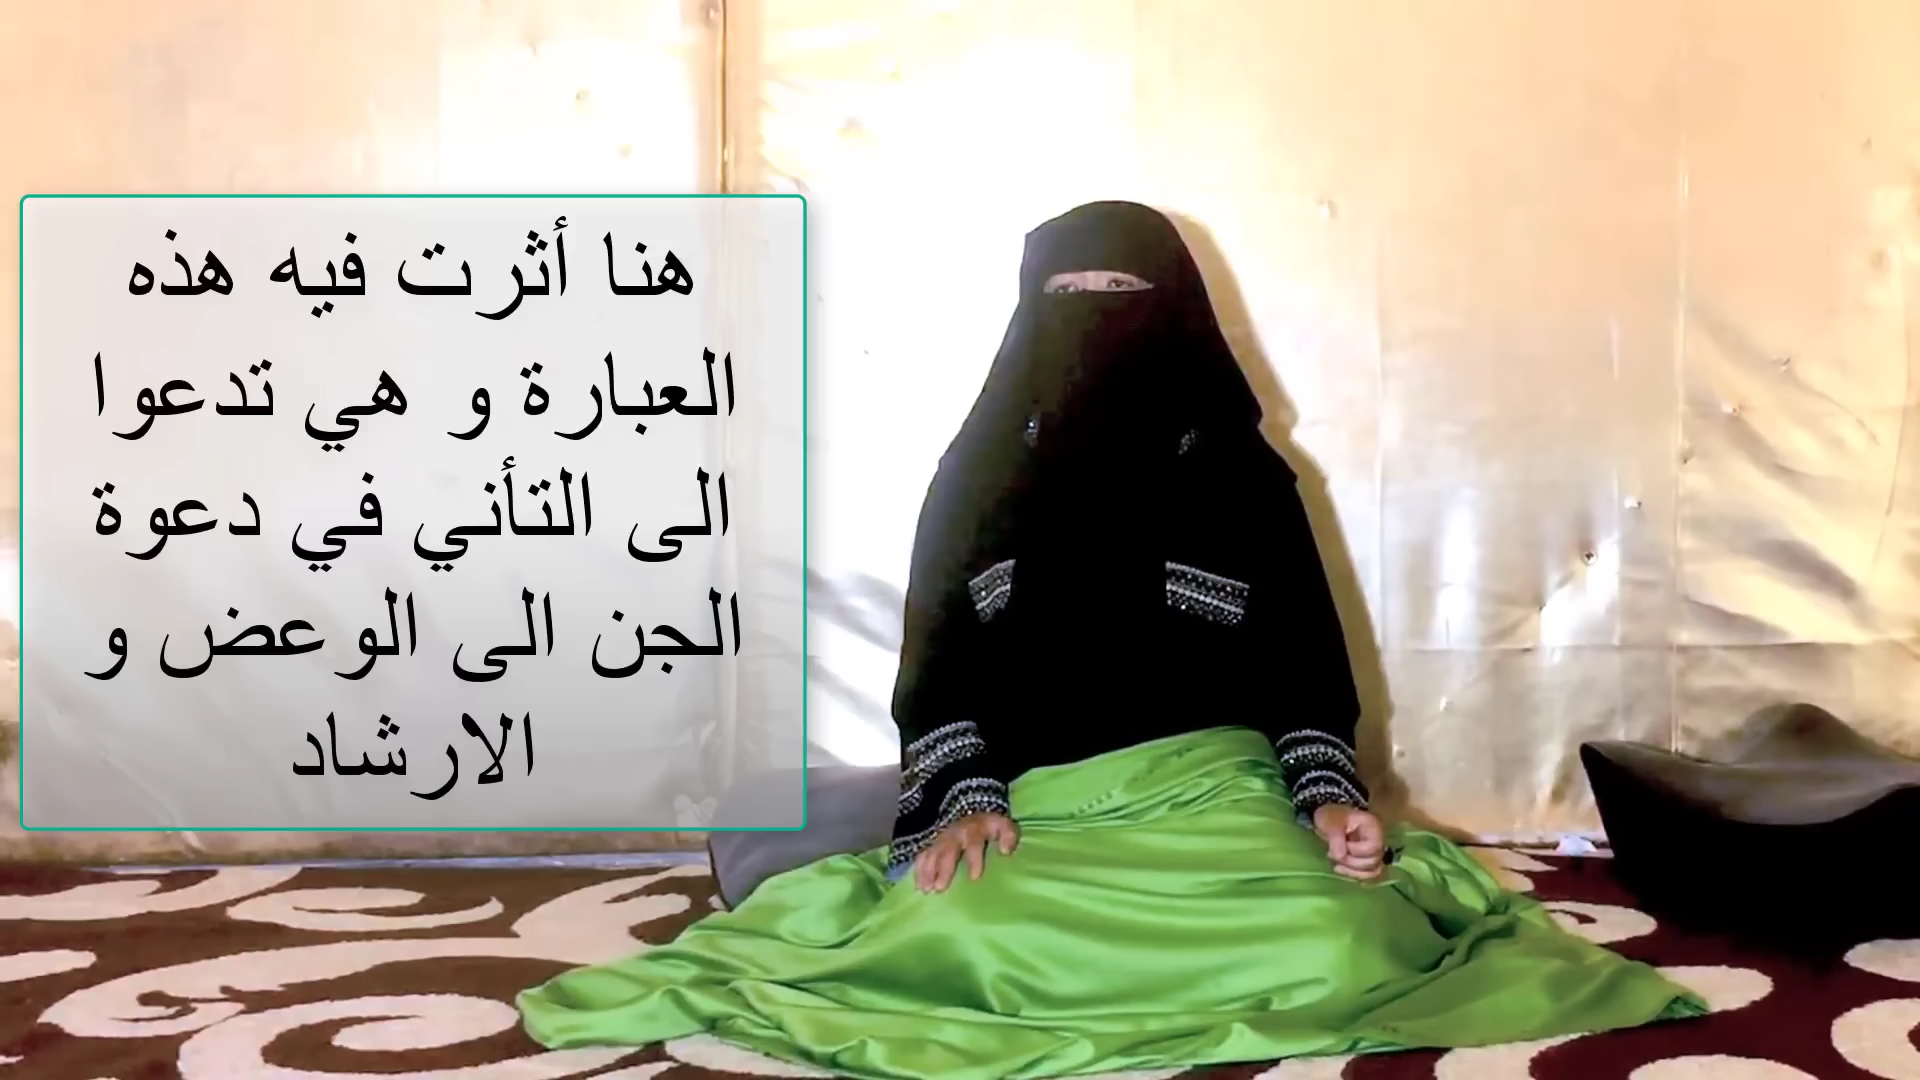 هنا أثرت فيه هذه
العبارة و هي تدعوا
الى التأني في دعوة
الجن الى الوعض و
الارشاد